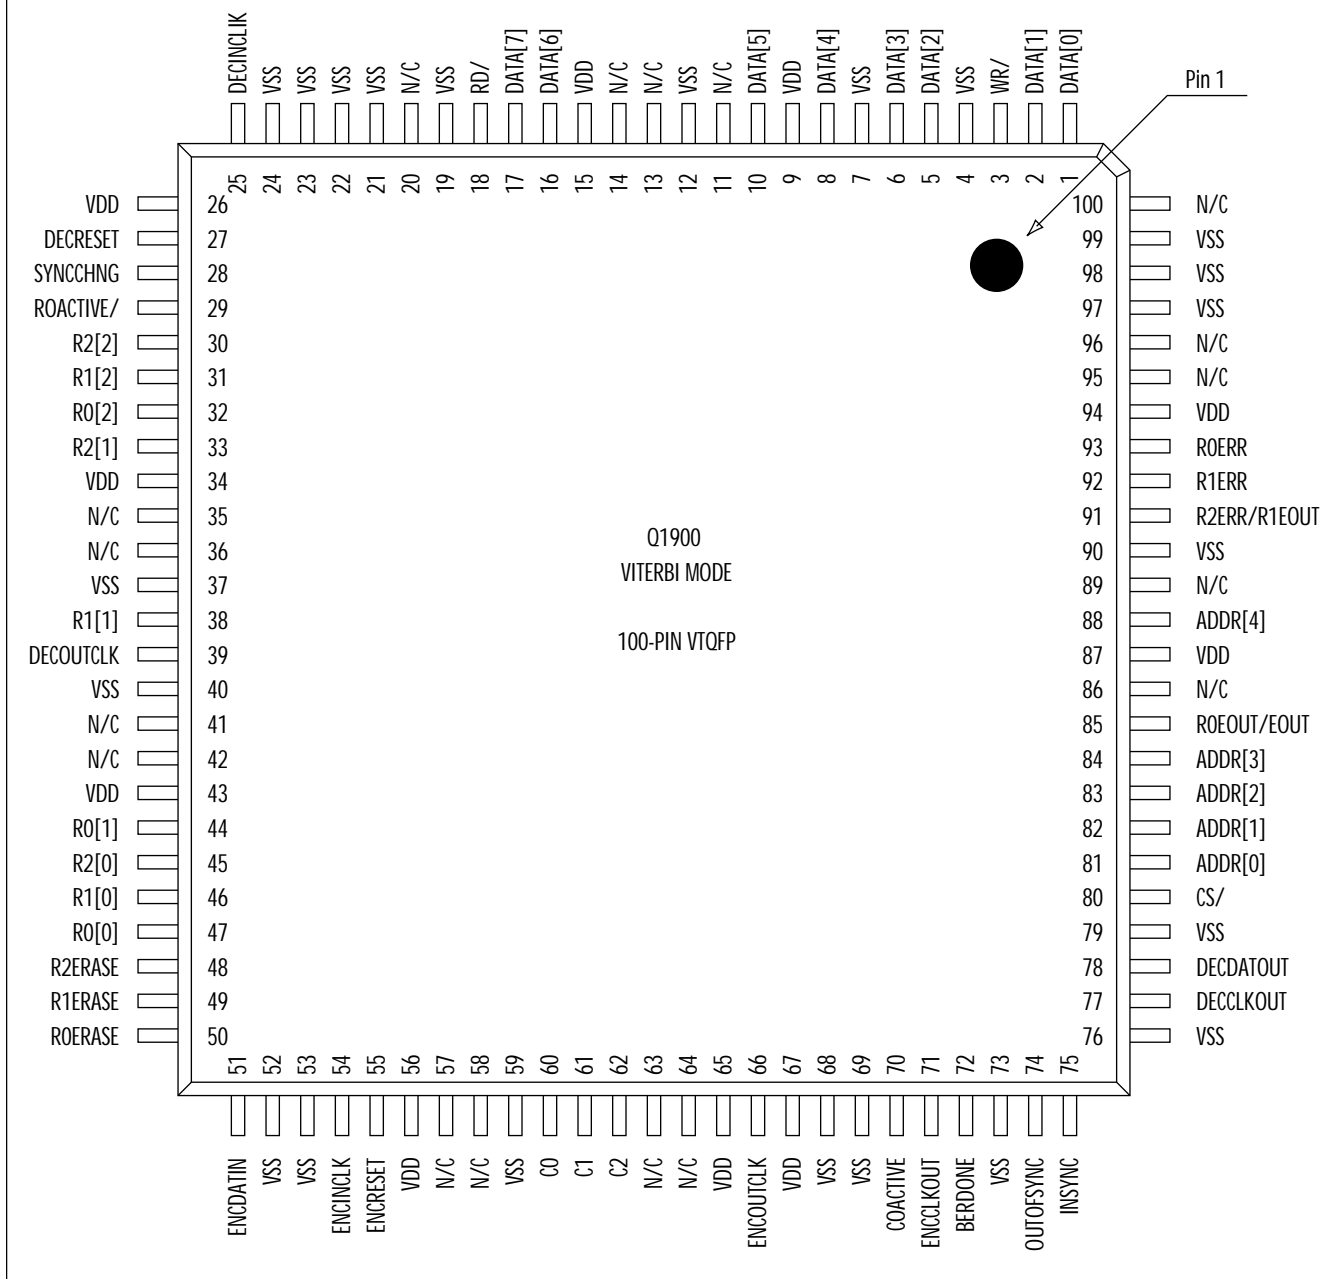 DECINCLIK
VSS
VSS
VSS
VSS
N/C
VSS
RD/
DATA[7]
DATA[6]
VDD
N/C
N/C
VSS
N/C
DATA[5]
VDD
DATA[4]
VSS
DATA[3]
DATA[2]
VSS
WR/
DATA[1]
DATA[0]
Pin 1
25
24
23
22
21
20
19
18
17
16
15
14
13
12
11
10
9
8
7
6
5
4
3
2
1
VDD 26
DECRESET 27
SYNCCHNG 28
ROACTIVE/ 29
R2[2] 30
R1[2] 31
R0[2] 32
R2[1] 33
VDD 34
N/C 35
N/C 36
VSS 37
R1[1] 38
DECOUTCLK 39
VSS 40
N/C 41
N/C 42
VDD 43
R0[1] 44
R2[0] 45
R1[0] 46
R0[0] 47
R2ERASE 48
R1ERASE 49
R0ERASE 50
Q1900
VITERBI MODE
100-PIN VTQFP
100 N/C
99 VSS
98 VSS
97 VSS
96 N/C
95 N/C
94 VDD
93 R0ERR
92 R1ERR
91 R2ERR/R1EOUT
90 VSS
89 N/C
88 ADDR[4]
87 VDD
86 N/C
85 R0EOUT/EOUT
84 ADDR[3]
83 ADDR[2]
82 ADDR[1]
81 ADDR[0]
80 CS/
79 VSS
78 DECDATOUT
77 DECCLKOUT
76 VSS
51
52
53
54
55
56
57
58
59
60
61
62
63
64
65
66
67
68
69
70
71
72
73
74
75
ENCDATIN
VSS
VSS
ENCINCLK
ENCRESET
VDD
N/C
N/C
VSS
C0
C1
C2
N/C
N/C
VDD
ENCOUTCLK
VDD
VSS
VSS
COACTIVE
ENCCLKOUT
BERDONE
VSS
OUTOFSYNC
INSYNC